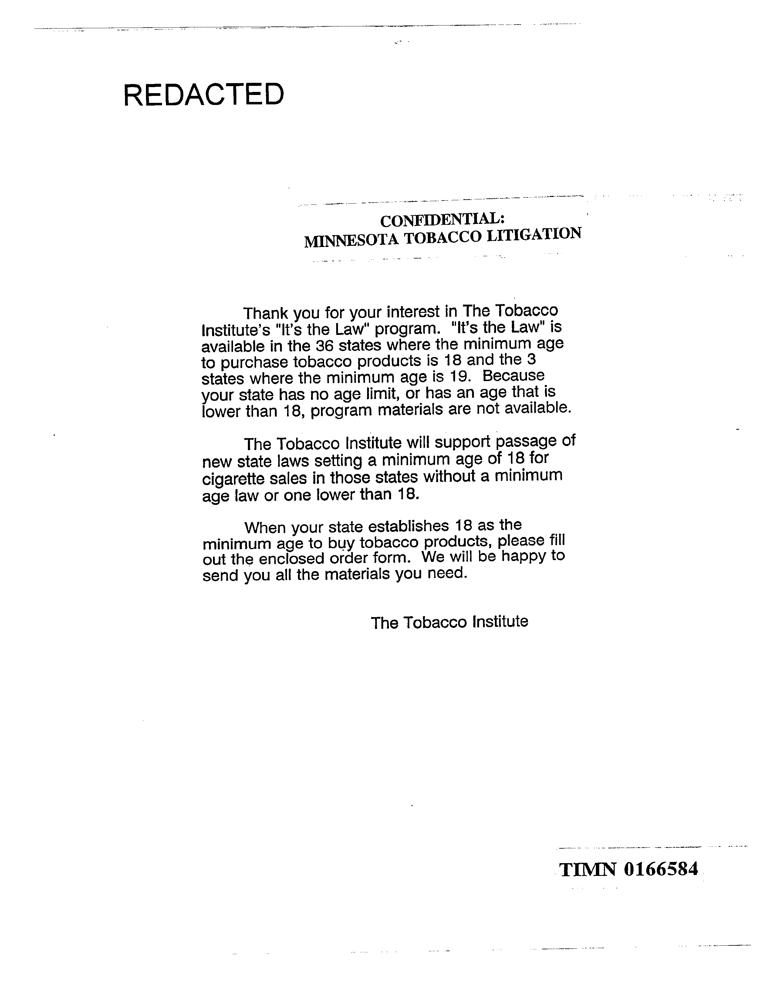 REDACTED
CONFIDENTIAL:
MINNESOTA TOBACCO LITIGATION
Thank you for your interest in The Tobacco
Institute's "It's the Law" program. "It's the Law" is
available in the 36 states where the minimum age
to purchase tobacco products is 18 and the 3
states where the minimum age is 19. Because
your state has no age limit, or has an age that is
lower than 18, program materials are not available.
The Tobacco Institute will support passage of
new state laws setting a minimum age of 18 for
cigarette sales in those states without a minimum
age law or one lower than 18.
When your state establishes 18 as the
minimum age to buy tobacco products, please fill
out the enclosed order form. We will be happy to
send you all the materials you need.
The Tobacco Institute
TIMN 0166584